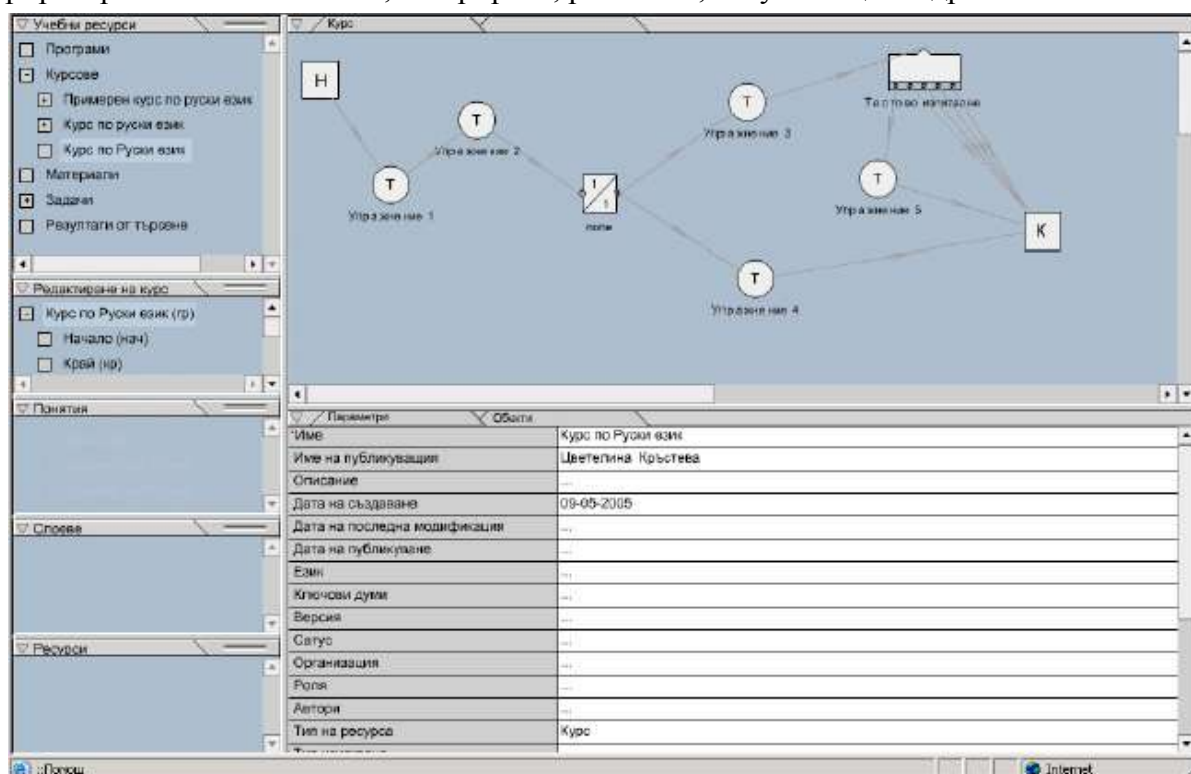 Учебни ресурси
Програми
Курсове
Примерен курс по руски език
Курс по руски език
Курс по Руски език
Материали
Задачи
Резултати от търсене
Редактиране на курс
Курс по Руски език (гр)
Начало (нач)
Край (кр)
Понятия
Слоеве
Ресурси
Курс
Н
Т
Упражнение 1
Т
Упражнение 2
1
1
Т
Упражнение 3
Т
Упражнение 4
Тестово изпитване
Т
Упражнение 5
К
Параметри
Обекти
Име
Курс по Руски език
Име на публикуващия
Цветелина Кръстева
Описание
...
Дата на създаване
09-05-2005
Дата на последна модификация
...
Дата на публикуване
...
Език
...
Ключови думи
...
Версия
...
Сатус
...
Организация
...
Роля
...
Автори
...
Тип на ресурса
Курс
::Помощ
Internet